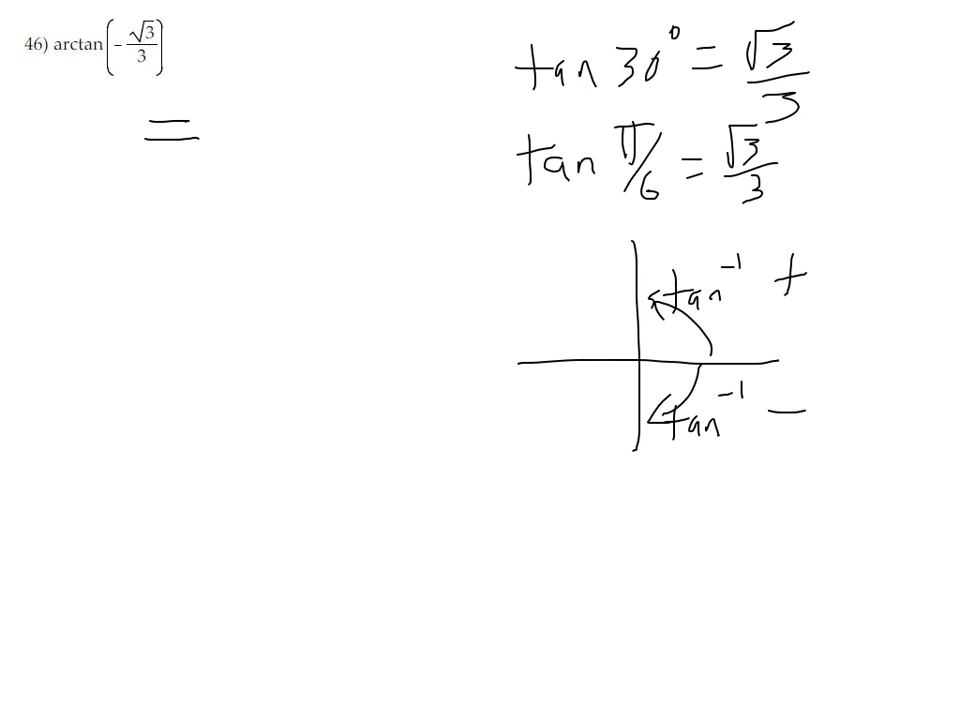 46) arctan(-√3/3)
=
tan 30° = √3/3
tan π/6 = √3/3
tan⁻¹ +
tan⁻¹ −